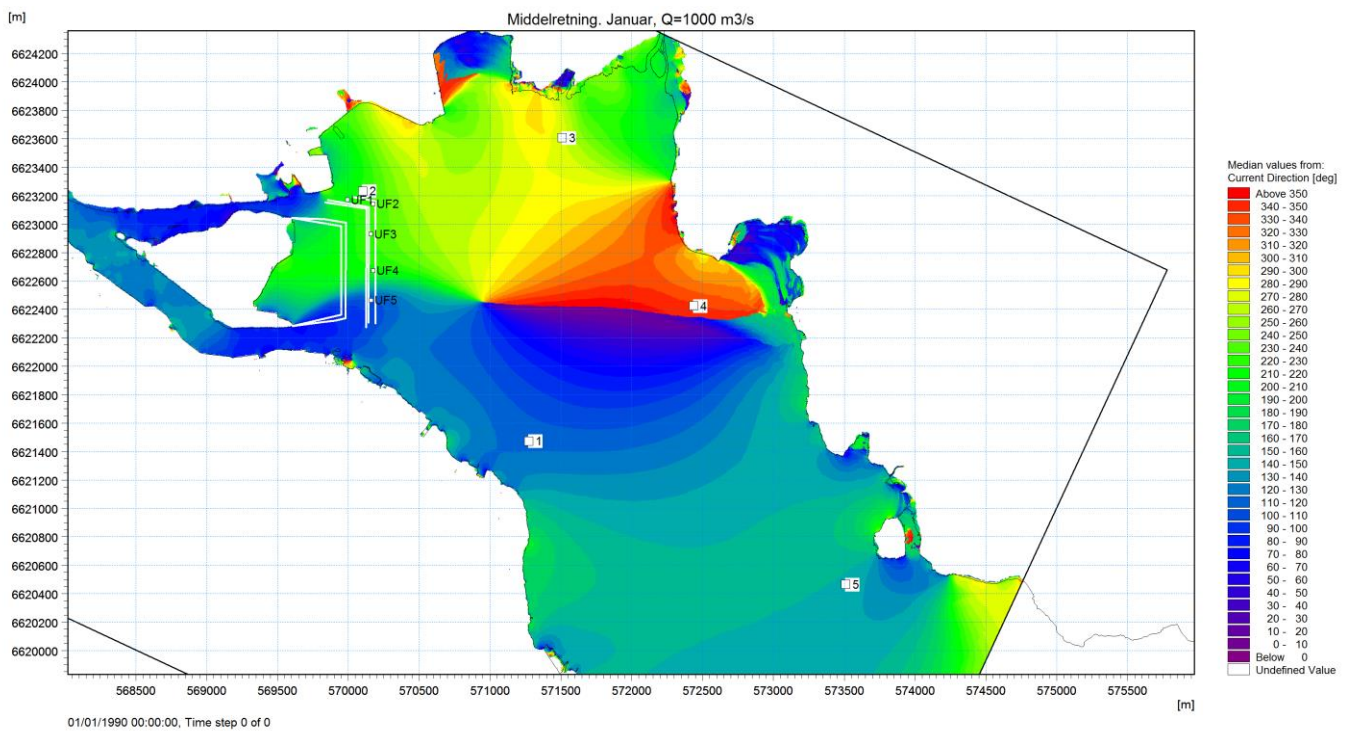 [m]
Middelretning. Januar, Q=1000 m3/s
6624200
6624000
6623800
6623600
6623400
6623200
6623000
6622800
6622600
6622400
6622200
6622000
6621800
6621600
6621400
6621200
6621000
6620800
6620600
6620400
6620200
6620000
3
2
UF1
UF2
UF3
UF4
UF5
4
1
5
568500 569000 569500 570000 570500 571000 571500 572000 572500 573000 573500 574000 574500 575000 575500
[m]
01/01/1990 00:00:00, Time step 0 of 0
Median values from:
Current Direction [deg]
Above 350
340 - 350
330 - 340
320 - 330
310 - 320
300 - 310
290 - 300
280 - 290
270 - 280
260 - 270
250 - 260
240 - 250
230 - 240
220 - 230
210 - 220
200 - 210
190 - 200
180 - 190
170 - 180
160 - 170
150 - 160
140 - 150
130 - 140
120 - 130
110 - 120
100 - 110
90 - 100
80 - 90
70 - 80
60 - 70
50 - 60
40 - 50
30 - 40
20 - 30
10 - 20
0 - 10
Below 0
Undefined Value